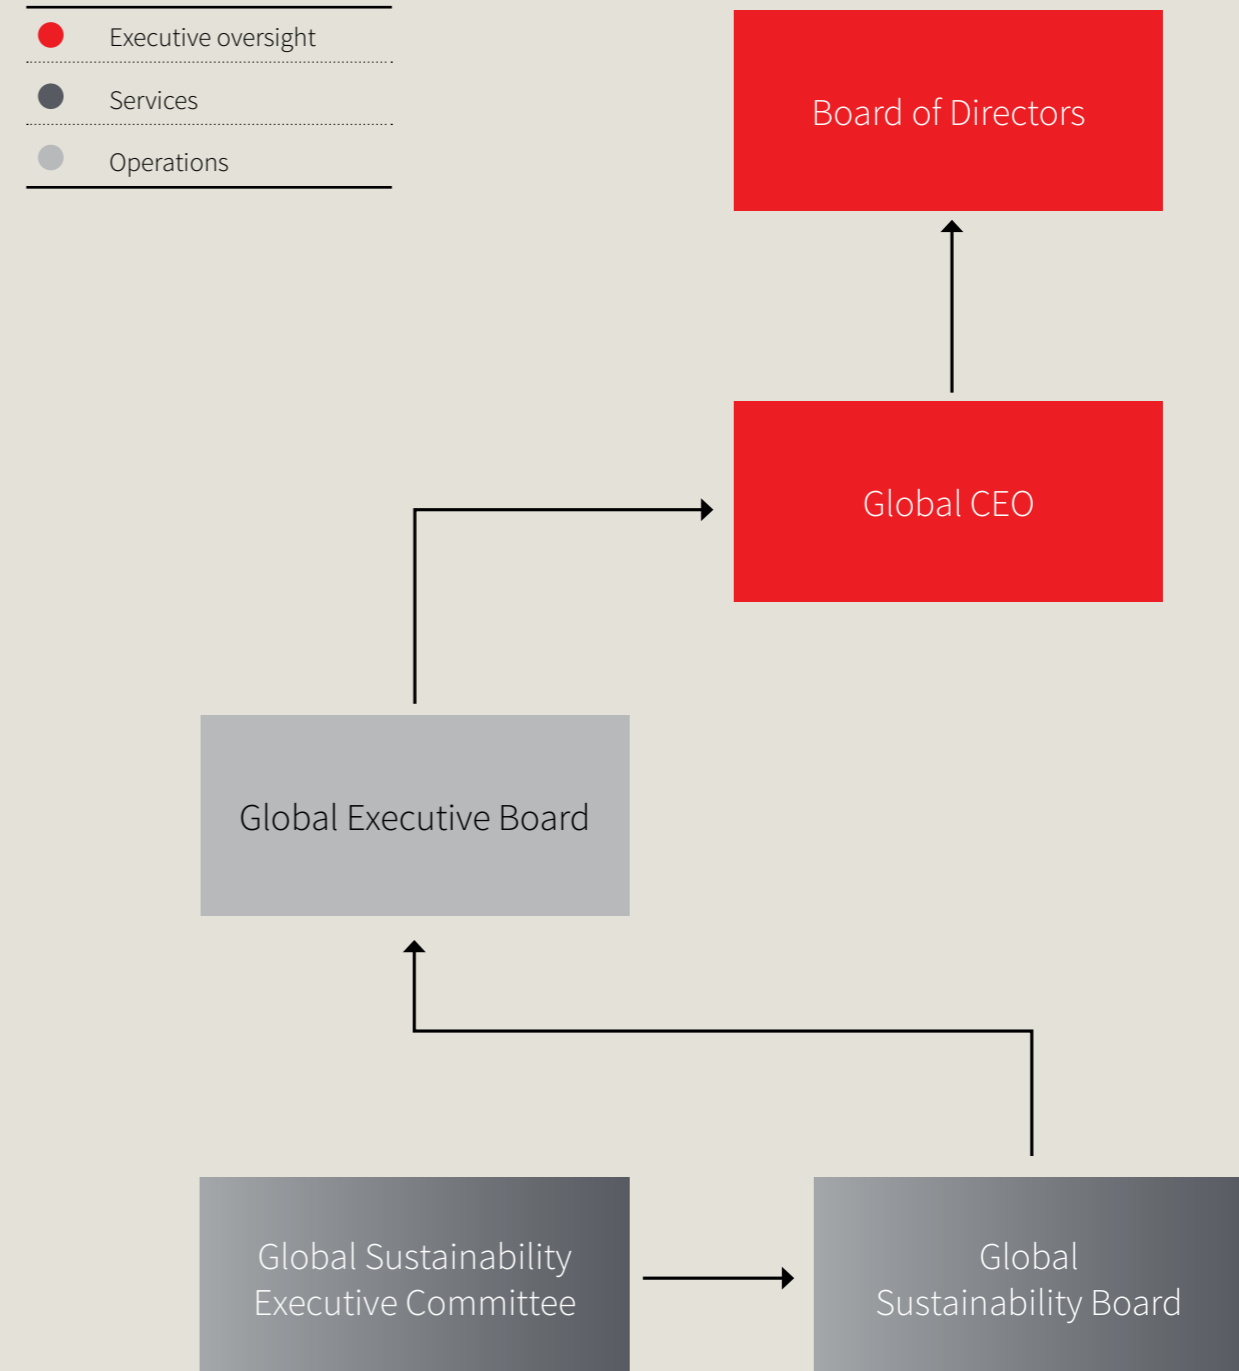 Executive oversight
Services
Operations
Board of Directors
Global CEO
Global Executive Board
Global Sustainability
Executive Committee
Global
Sustainability Board